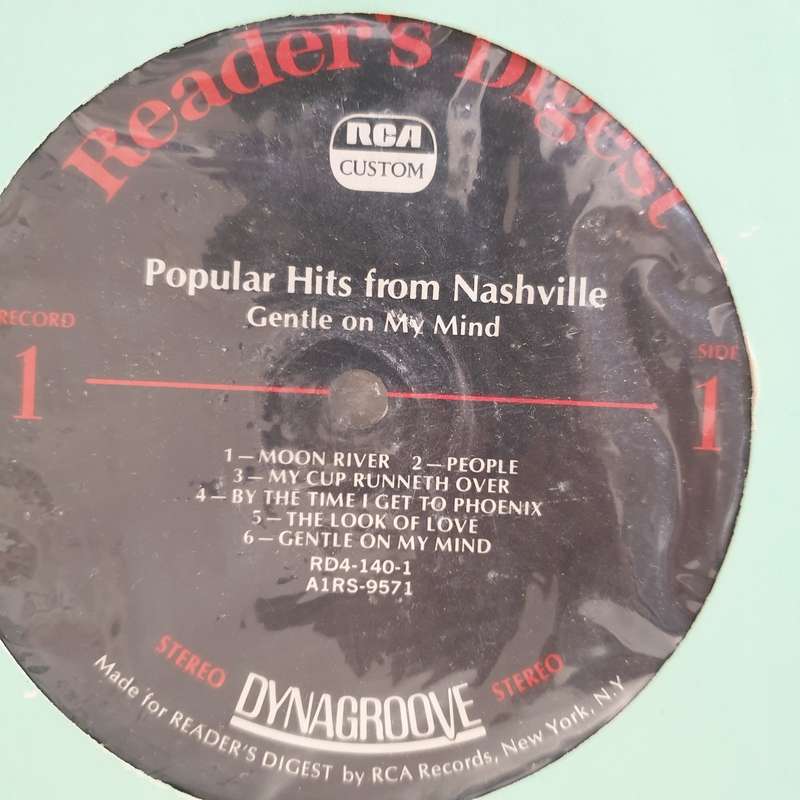 Reader's Digest
RCA
CUSTOM
Popular Hits from Nashville
Gentle on My Mind
RECORD
1
SIDE
1
1—MOON RIVER 2—PEOPLE
3—MY CUP RUNNETH OVER
4—BY THE TIME I GET TO PHOENIX
5—THE LOOK OF LOVE
6—GENTLE ON MY MIND
RD4-140-1
A1RS-9571
STEREO DYNAGROOVE STEREO
Made for READER'S DIGEST by RCA Records, New York, N.Y